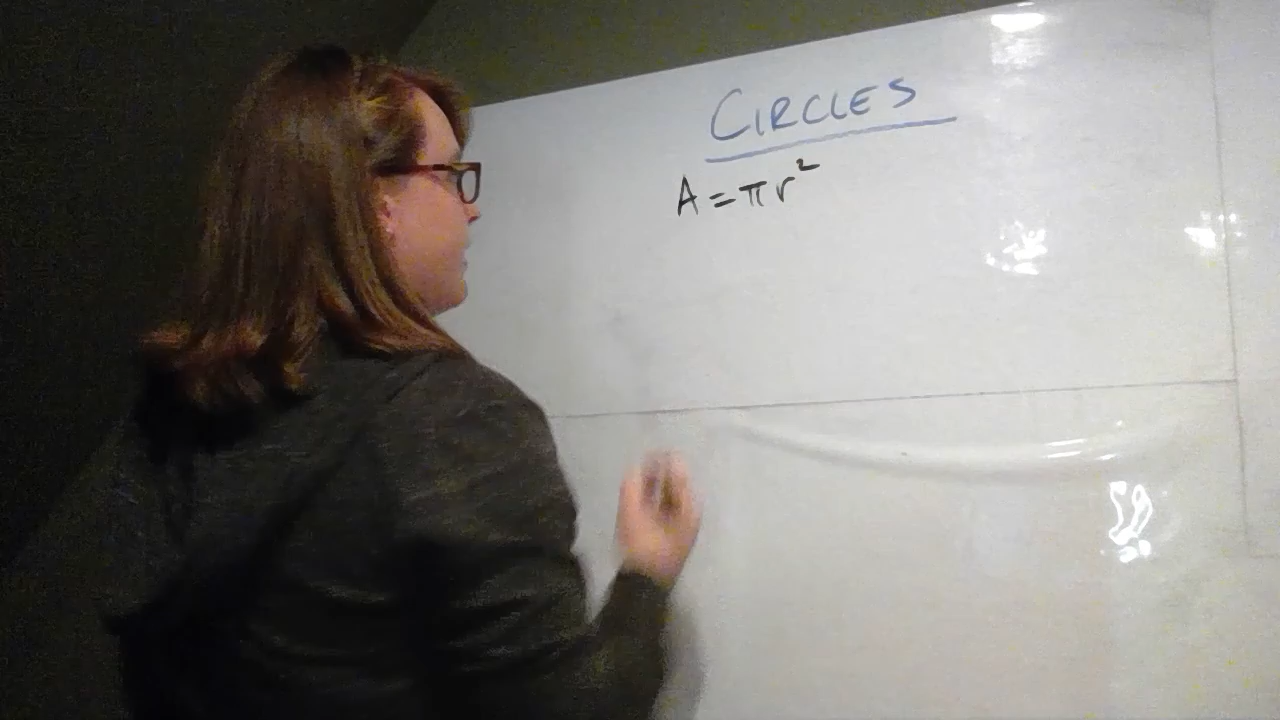 CIRCLES
A = πr²